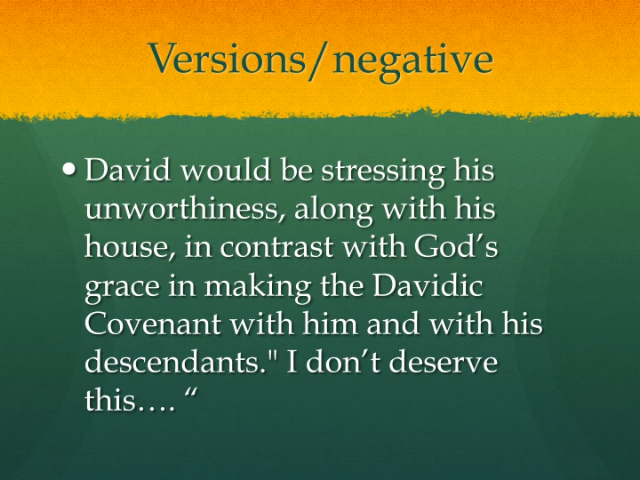 Versions/negative
• David would be stressing his
unworthiness, along with his
house, in contrast with God’s
grace in making the Davidic
Covenant with him and with his
descendants." I don’t deserve
this…. “